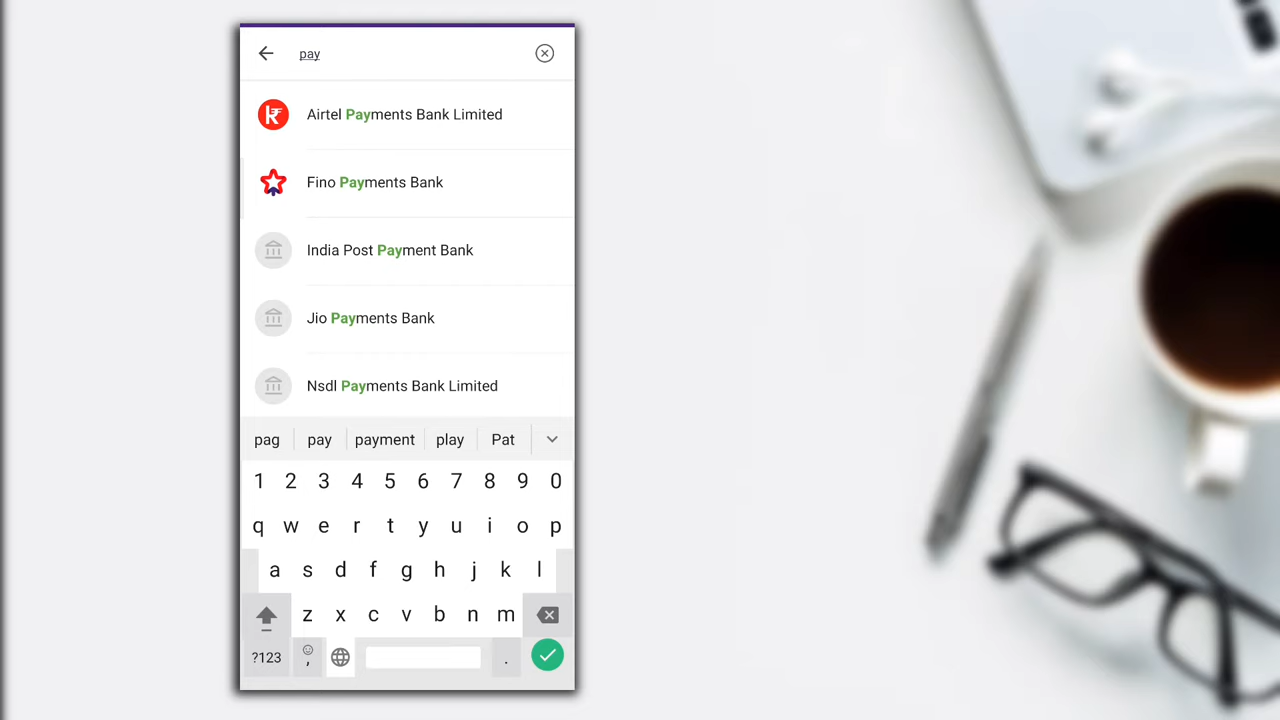 pay
Airtel Payments Bank Limited
Fino Payments Bank
India Post Payment Bank
Jio Payments Bank
Nsdl Payments Bank Limited
pag pay payment play Pat
1 2 3 4 5 6 7 8 9 0
q w e r t y u i o p
a s d f g h j k l
z x c v b n m
?123 , .